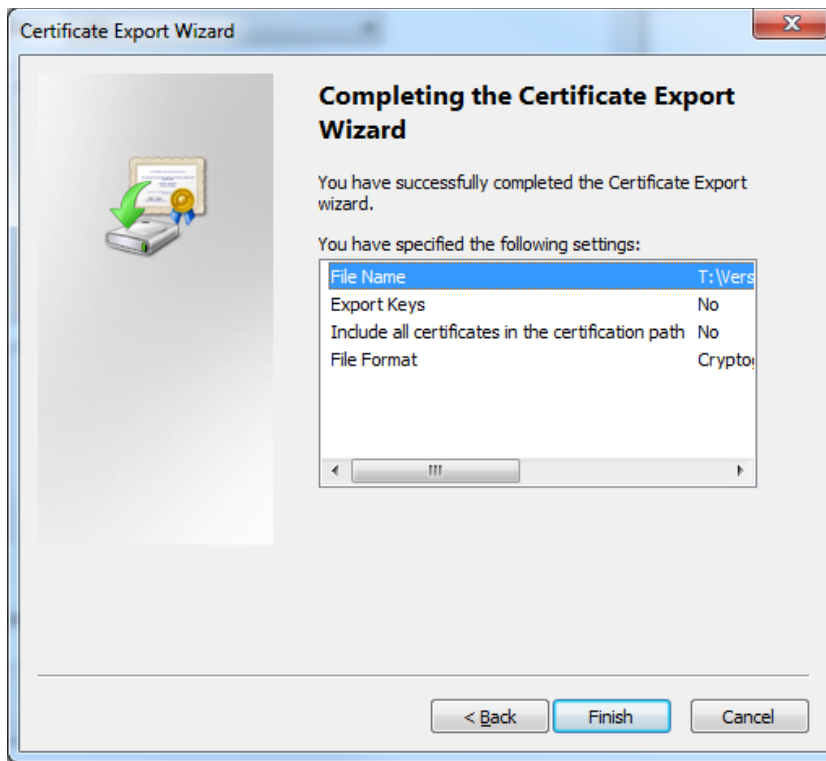 Certificate Export Wizard
Completing the Certificate Export
Wizard
You have successfully completed the Certificate Export
wizard.
You have specified the following settings:
File Name T:\Vers
Export Keys No
Include all certificates in the certification path No
File Format Crypto
< Back Finish Cancel